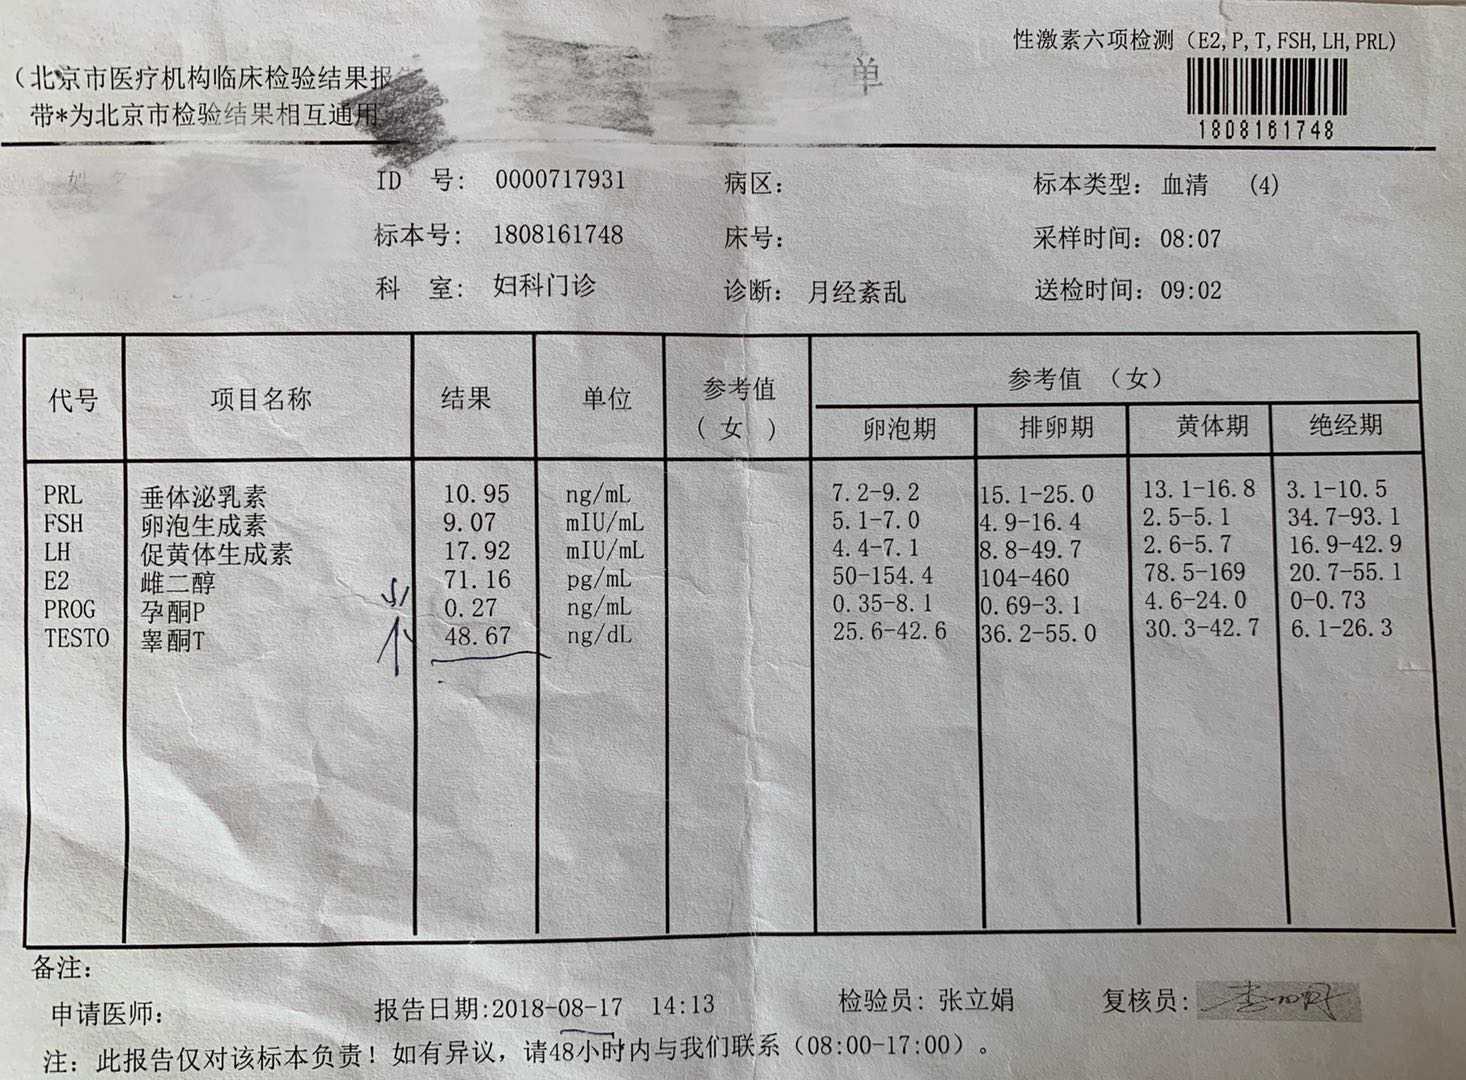 性激素六项检测（E2,P,T,FSH,LH,PRL）
（北京市医疗机构临床检验结果报
单
带*为北京市检验结果相互通用
1808161748
姓
ID 号: 0000717931 病区: 标本类型: 血清 (4)
标本号: 1808161748 床号: 采样时间: 08:07
科 室: 妇科门诊 诊断: 月经紊乱 送检时间: 09:02
代号 项目名称 结果 单位 参考值（女） 参考值（女）
卵泡期 排卵期 黄体期 绝经期
PRL 垂体泌乳素 10.95 ng/mL 7.2-9.2 15.1-25.0 13.1-16.8 3.1-10.5
FSH 卵泡生成素 9.07 mIU/mL 5.1-7.0 4.9-16.4 2.5-5.1 34.7-93.1
LH 促黄体生成素 17.92 mIU/mL 4.4-7.1 8.8-49.7 2.6-5.7 16.9-42.9
E2 雌二醇 71.16 pg/mL 50-154.4 104-460 78.5-169 20.7-55.1
PROG 孕酮P 0.27 ng/mL 0.35-8.1 0.69-3.1 4.6-24.0 0-0.73
TESTO 睾酮T 48.67 ng/dL 25.6-42.6 36.2-55.0 30.3-42.7 6.1-26.3
备注:
申请医师: 报告日期:2018-08-17 14:13 检验员: 张立娟 复核员:
注: 此报告仅对该标本负责！如有异议，请48小时内与我们联系（08:00-17:00）。